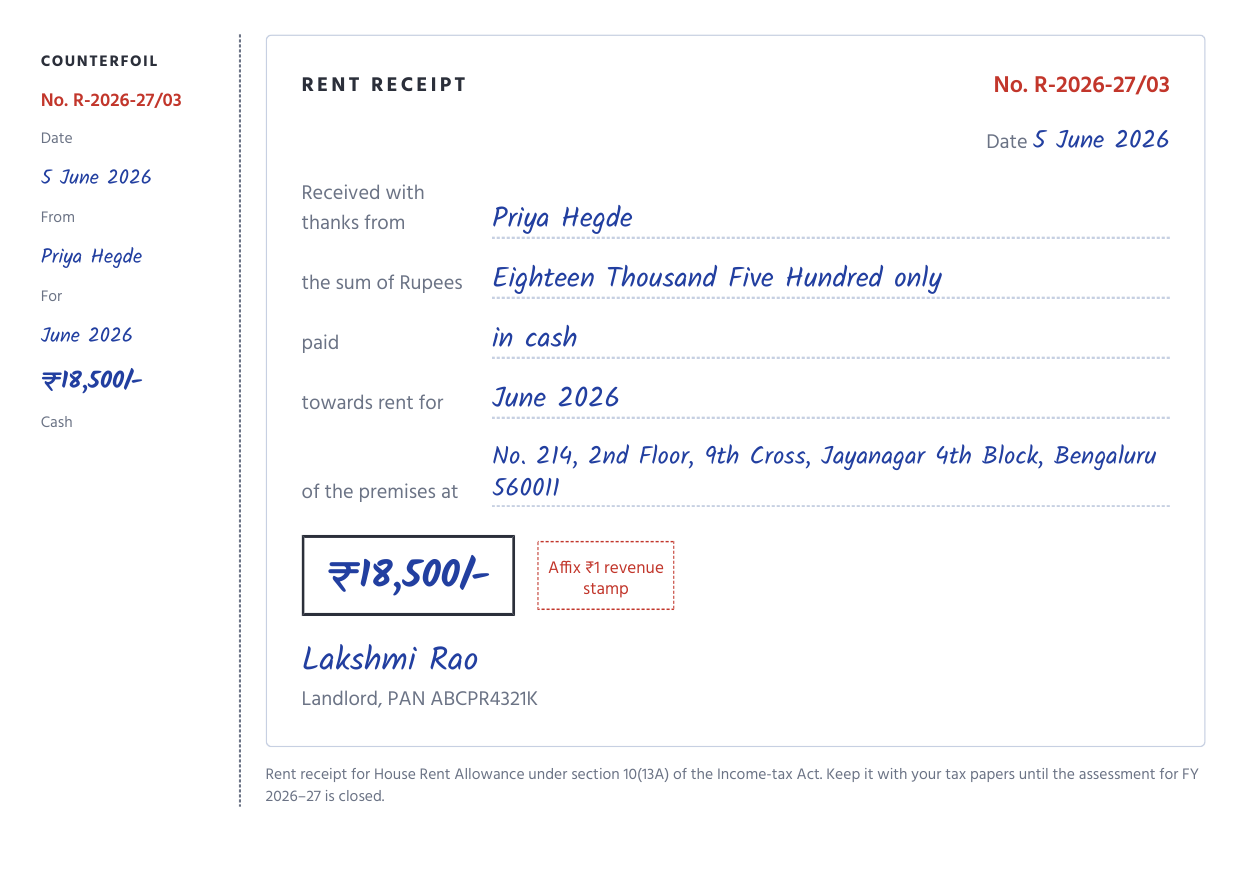 COUNTERFOIL
No. R-2026-27/03
Date
5 June 2026
From
Priya Hegde
For
June 2026
₹18,500/-
Cash
RENT RECEIPT
No. R-2026-27/03
Date 5 June 2026
Received with
thanks from
Priya Hegde
the sum of Rupees Eighteen Thousand Five Hundred only
paid in cash
towards rent for June 2026
of the premises at
No. 214, 2nd Floor, 9th Cross, Jayanagar 4th Block, Bengaluru
560011
₹18,500/-
Affix ₹1 revenue
stamp
Lakshmi Rao
Landlord, PAN ABCPR4321K
Rent receipt for House Rent Allowance under section 10(13A) of the Income-tax Act. Keep it with your tax papers until the assessment for FY
2026–27 is closed.